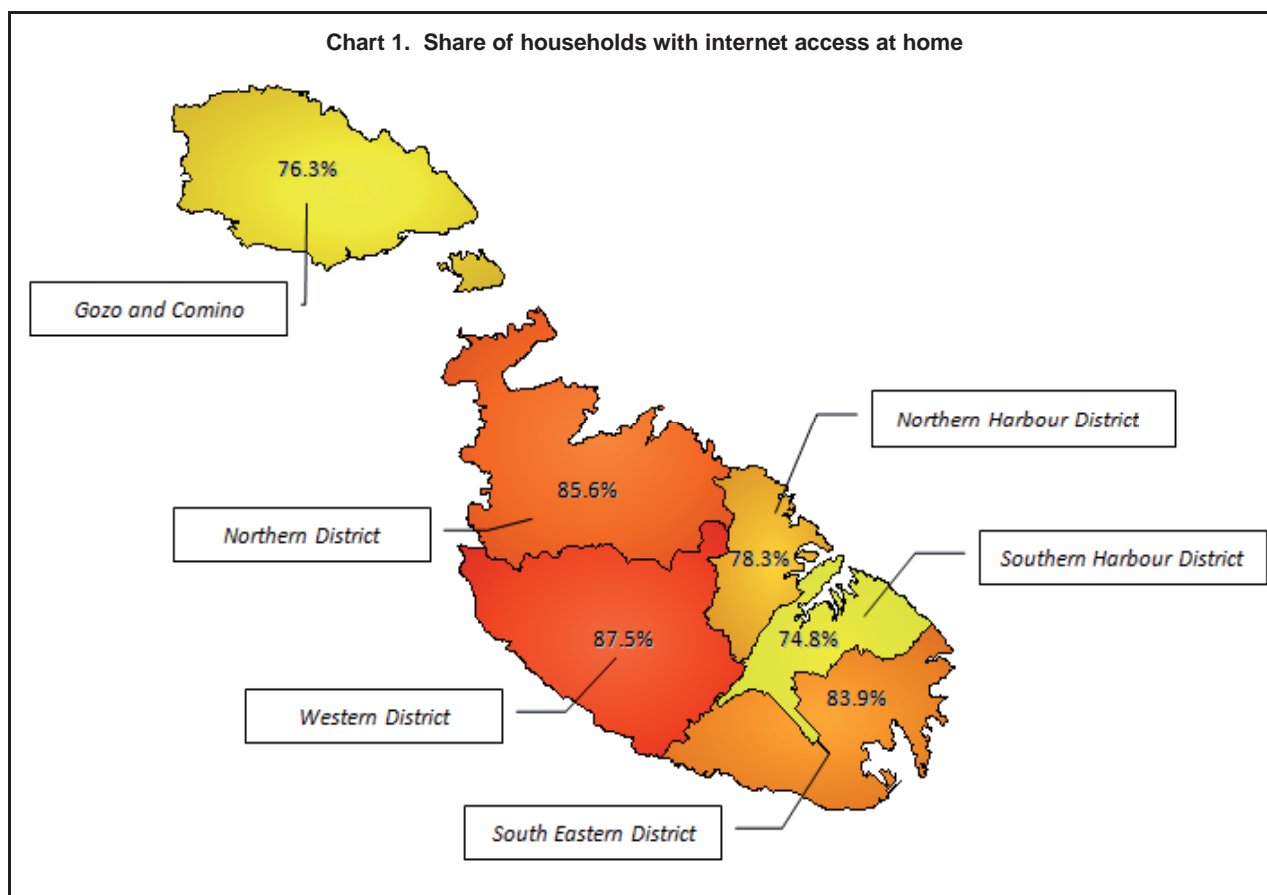 Chart 1.  Share of households with internet access at home
76.3%
Gozo and Comino
Northern Harbour District
85.6%
Northern District
78.3%
Southern Harbour District
87.5%
74.8%
83.9%
Western District
South Eastern District